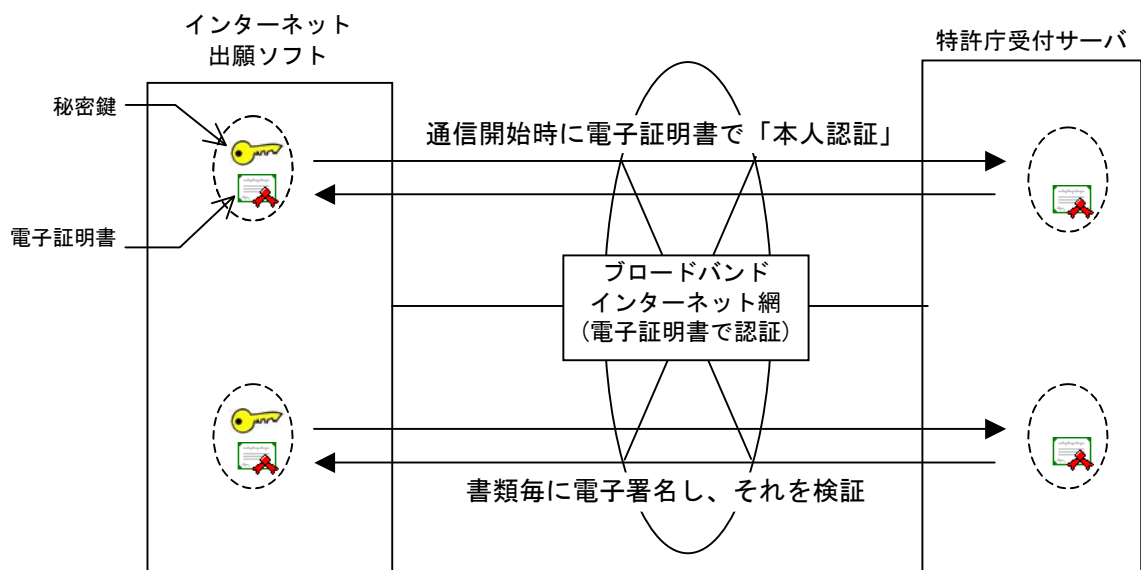 インターネット
出願ソフト
特許庁受付サーバ
秘密鍵
通信開始時に電子証明書で「本人認証」
電子証明書
ブロードバンド
インターネット網
(電子証明書で認証)
書類毎に電子署名し、それを検証